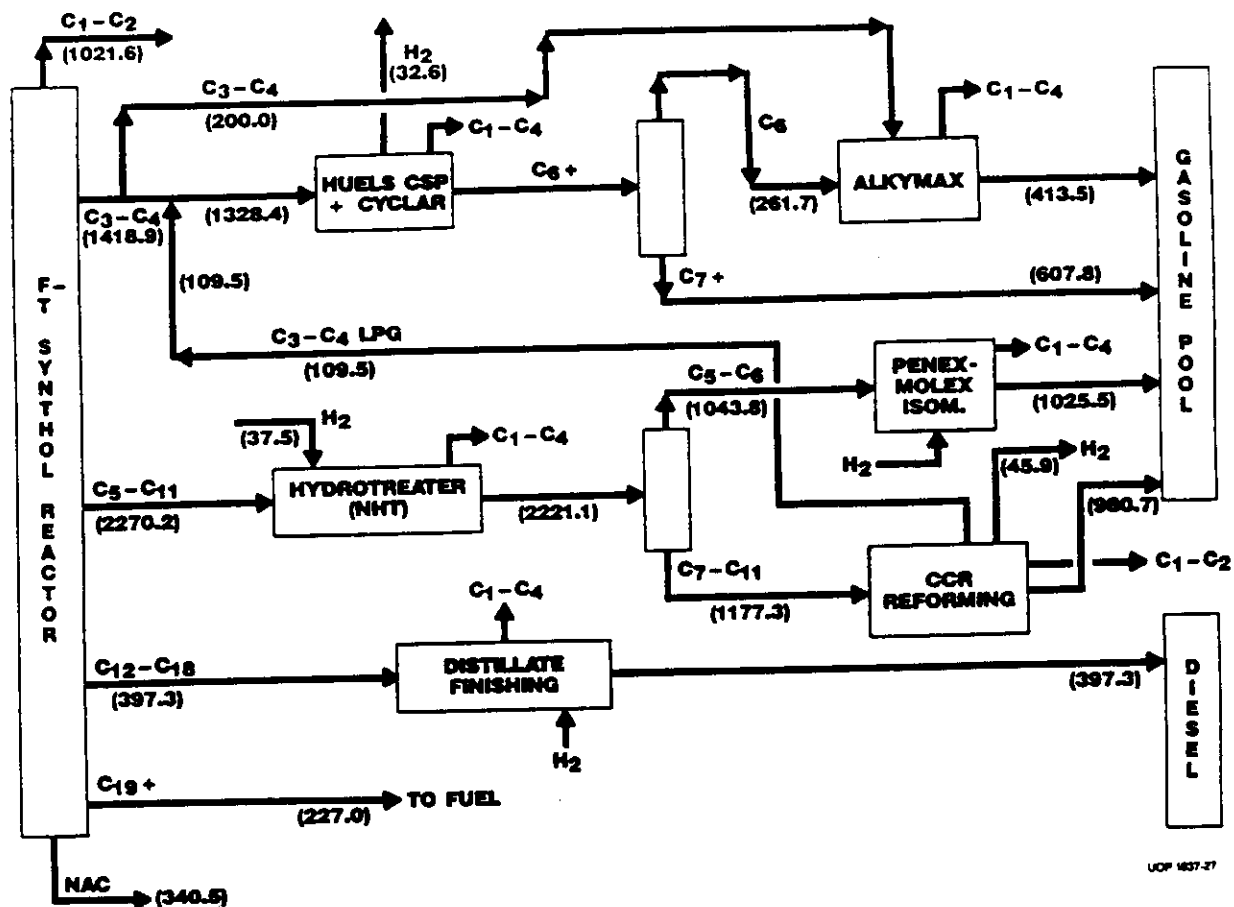 C1-C2
(1021.6)
H2
(32.6)
C3-C4
(200.0)
C1-C4
C6
C1-C4
HUELS CSP
+ CYCLAR
C6+
ALKYMAX
(413.5)
C3-C4
(1418.9)
(1328.4)
(261.7)
(109.5)
C7+
(607.8)
C3-C4 LPG
(109.5)
C5-C6
(1043.8)
PENEX-
MOLEX
ISOM.
C1-C4
(1025.5)
H2
(37.5)
C1-C4
H2
(45.9)
H2
C5-C11
(2270.2)
HYDROTREATER
(NHT)
(2221.1)
(960.7)
C7-C11
(1177.3)
CCR
REFORMING
C1-C2
C1-C4
C12-C18
(397.3)
DISTILLATE
FINISHING
(397.3)
H2
C19+
(227.0)
TO FUEL
NAC
(340.5)
F-T SYNTHOL REACTOR
GASOLINE POOL
DIESEL
UOP 1637-27